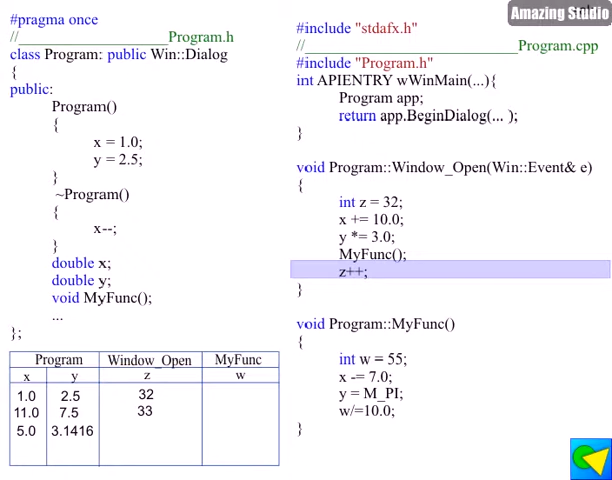 #pragma once
//______________________Program.h
class Program: public Win::Dialog
{
public:
Program()
{
x = 1.0;
y = 2.5;
}
~Program()
{
x--;
}
double x;
double y;
void MyFunc();
...
};
Program Window_Open MyFunc
x y z w
1.0 2.5 32
11.0 7.5 33
5.0 3.1416
Amazing Studio
#include "stdafx.h"
//___________________________Program.cpp
#include "Program.h"
int APIENTRY wWinMain(...){
Program app;
return app.BeginDialog(... );
}
void Program::Window_Open(Win::Event& e)
{
int z = 32;
x += 10.0;
y *= 3.0;
MyFunc();
z++;
}
void Program::MyFunc()
{
int w = 55;
x -= 7.0;
y = M_PI;
w/=10.0;
}